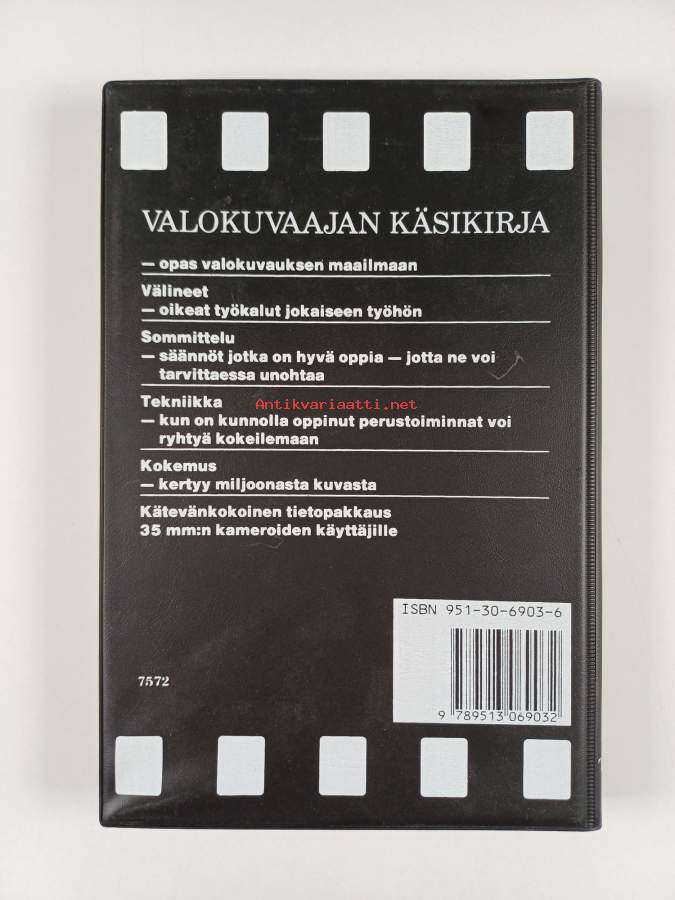 VALOKUVAAJAN KÄSIKIRJA
— opas valokuvauksen maailmaan
Välineet
— oikeat työkalut jokaiseen työhön
Sommittelu
— säännöt jotka on hyvä oppia — jotta ne voi
tarvittaessa unohtaa
Tekniikka
Antikvariaatti.net
— kun on kunnolla oppinut perustoiminnat voi
ryhtyä kokeilemaan
Kokemus
— kertyy miljoonasta kuvasta
Kätevänkokoinen tietopakkaus
35 mm:n kameroiden käyttäjille
ISBN 951-30-6903-6
7572
9 789513 069032